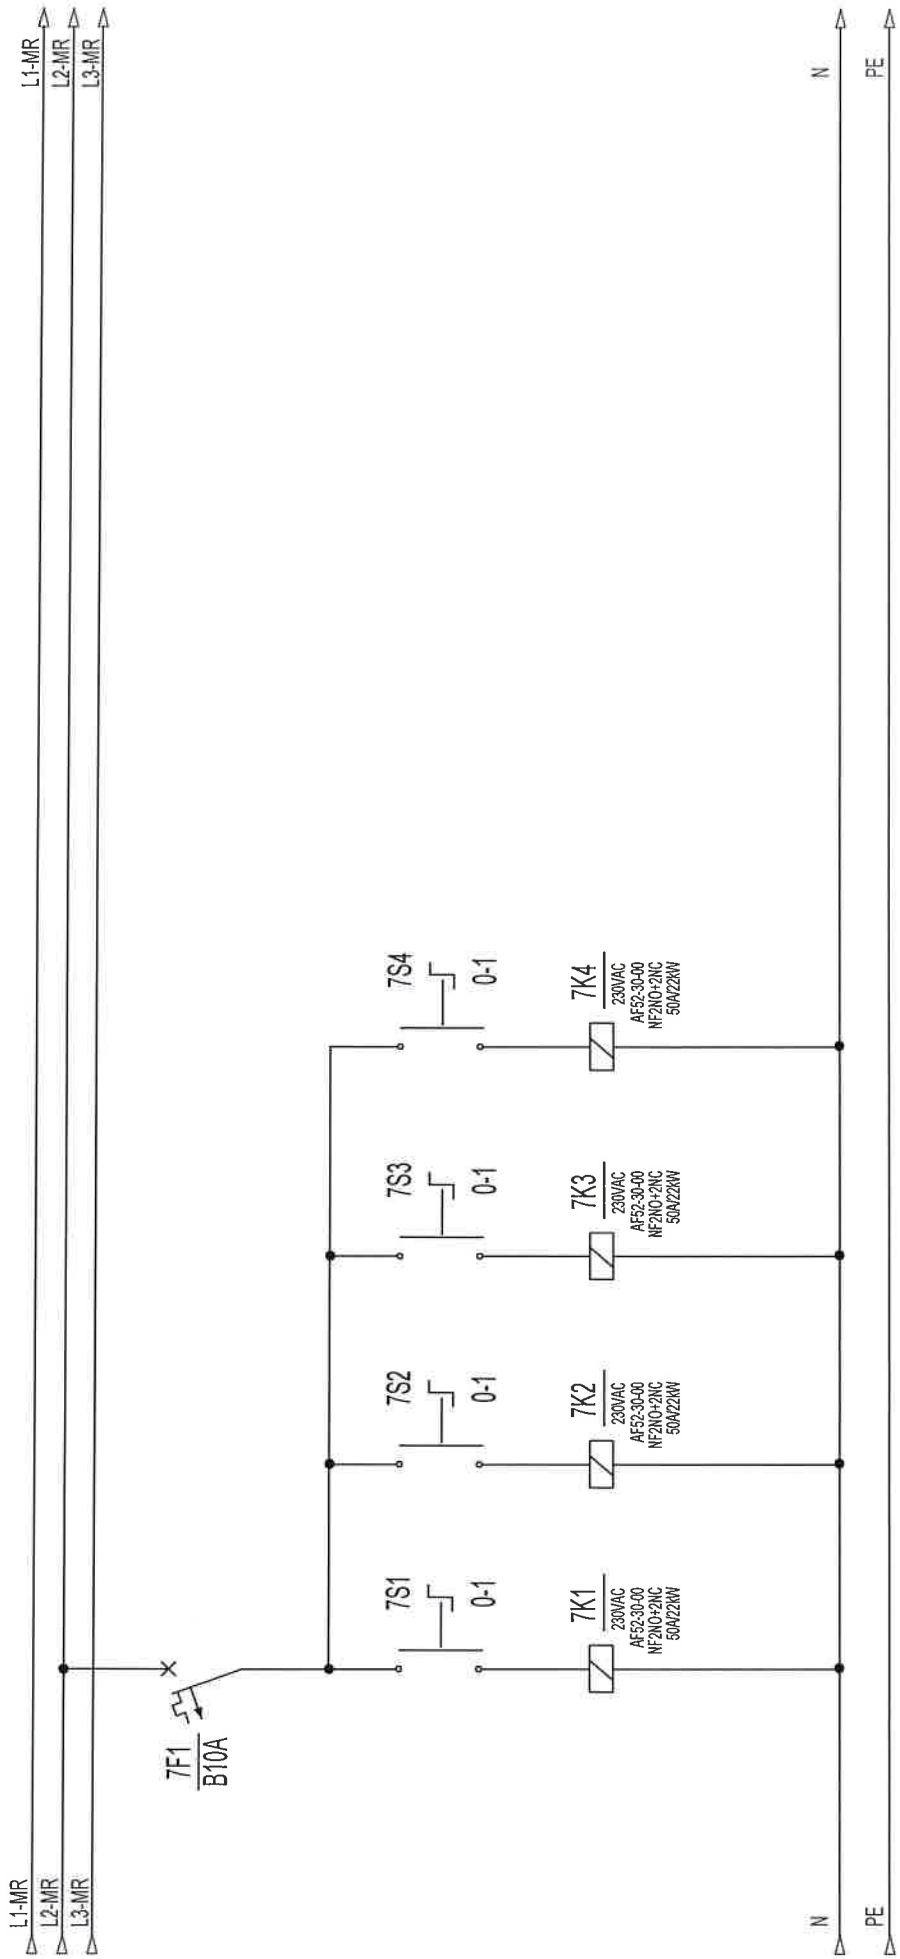 L1-MR
L2-MR
L3-MR
L1-MR
L2-MR
L3-MR
7F1
B10A
7S1
0-1
7S2
0-1
7S3
0-1
7S4
0-1
7K1
230VAC
AF52-30-00
NF2NO+2NC
50A/22kW
7K2
230VAC
AF52-30-00
NF2NO+2NC
50A/22kW
7K3
230VAC
AF52-30-00
NF2NO+2NC
50A/22kW
7K4
230VAC
AF52-30-00
NF2NO+2NC
50A/22kW
N
N
PE
PE